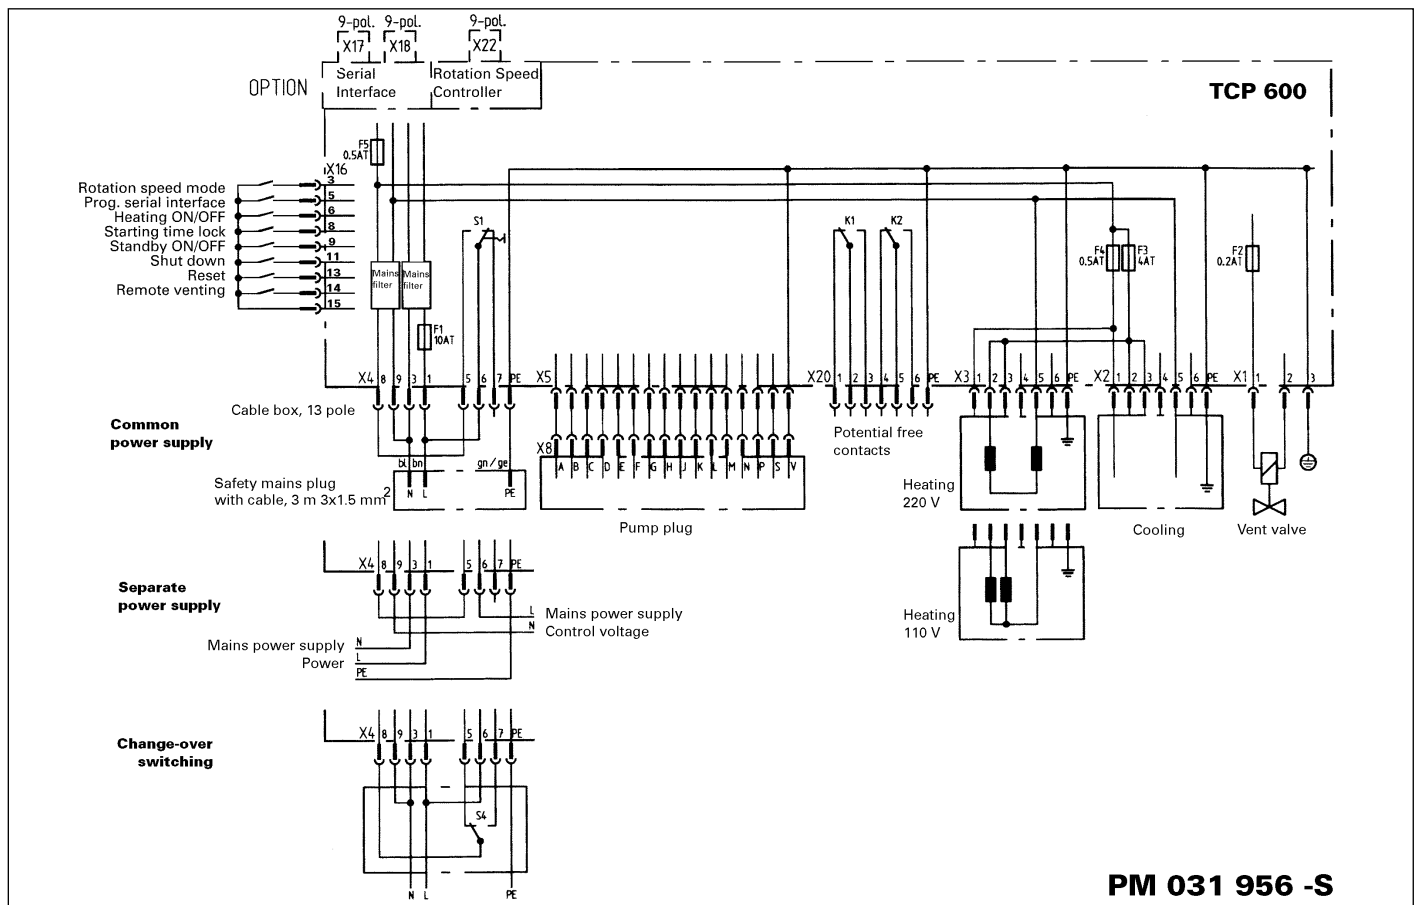 9-pol. 9-pol. 9-pol.
X17 X18 X22
OPTION
Serial Interface
Rotation Speed Controller
TCP 600
F5
0.5AT
X16
Rotation speed mode 3
Prog. serial interface 5
Heating ON/OFF 6
Starting time lock 8
Standby ON/OFF 9
Shut down 11
Reset 13
Remote venting 14
15
Mains filter
Mains filter
F1
10AT
S1
K1 K2
F4
0.5AT
F3
4AT
F2
0.2AT
X4 8 9 3 1 5 6 7 PE
X5
X20 1 2 3 4 5 6 PE
X3 1 2 3 4 5 6 PE
X2 1 2 3 4 5 6 PE
X1 1 2 3
Cable box, 13 pole
Common
power supply
bl bn gn/ge
Safety mains plug
with cable, 3 m 3x1.5 mm2
N L PE
X8
A B C D E F G H J K L M N P S V
Pump plug
Potential free
contacts
Heating
220 V
Cooling
Vent valve
Heating
110 V
Separate
power supply
X4 8 9 3 1 5 6 7 PE
L Mains power supply
N Control voltage
Mains power supply N
Power L
PE
Change-over
switching
X4 8 9 3 1 5 6 7 PE
S4
N L PE
PM 031 956 -S